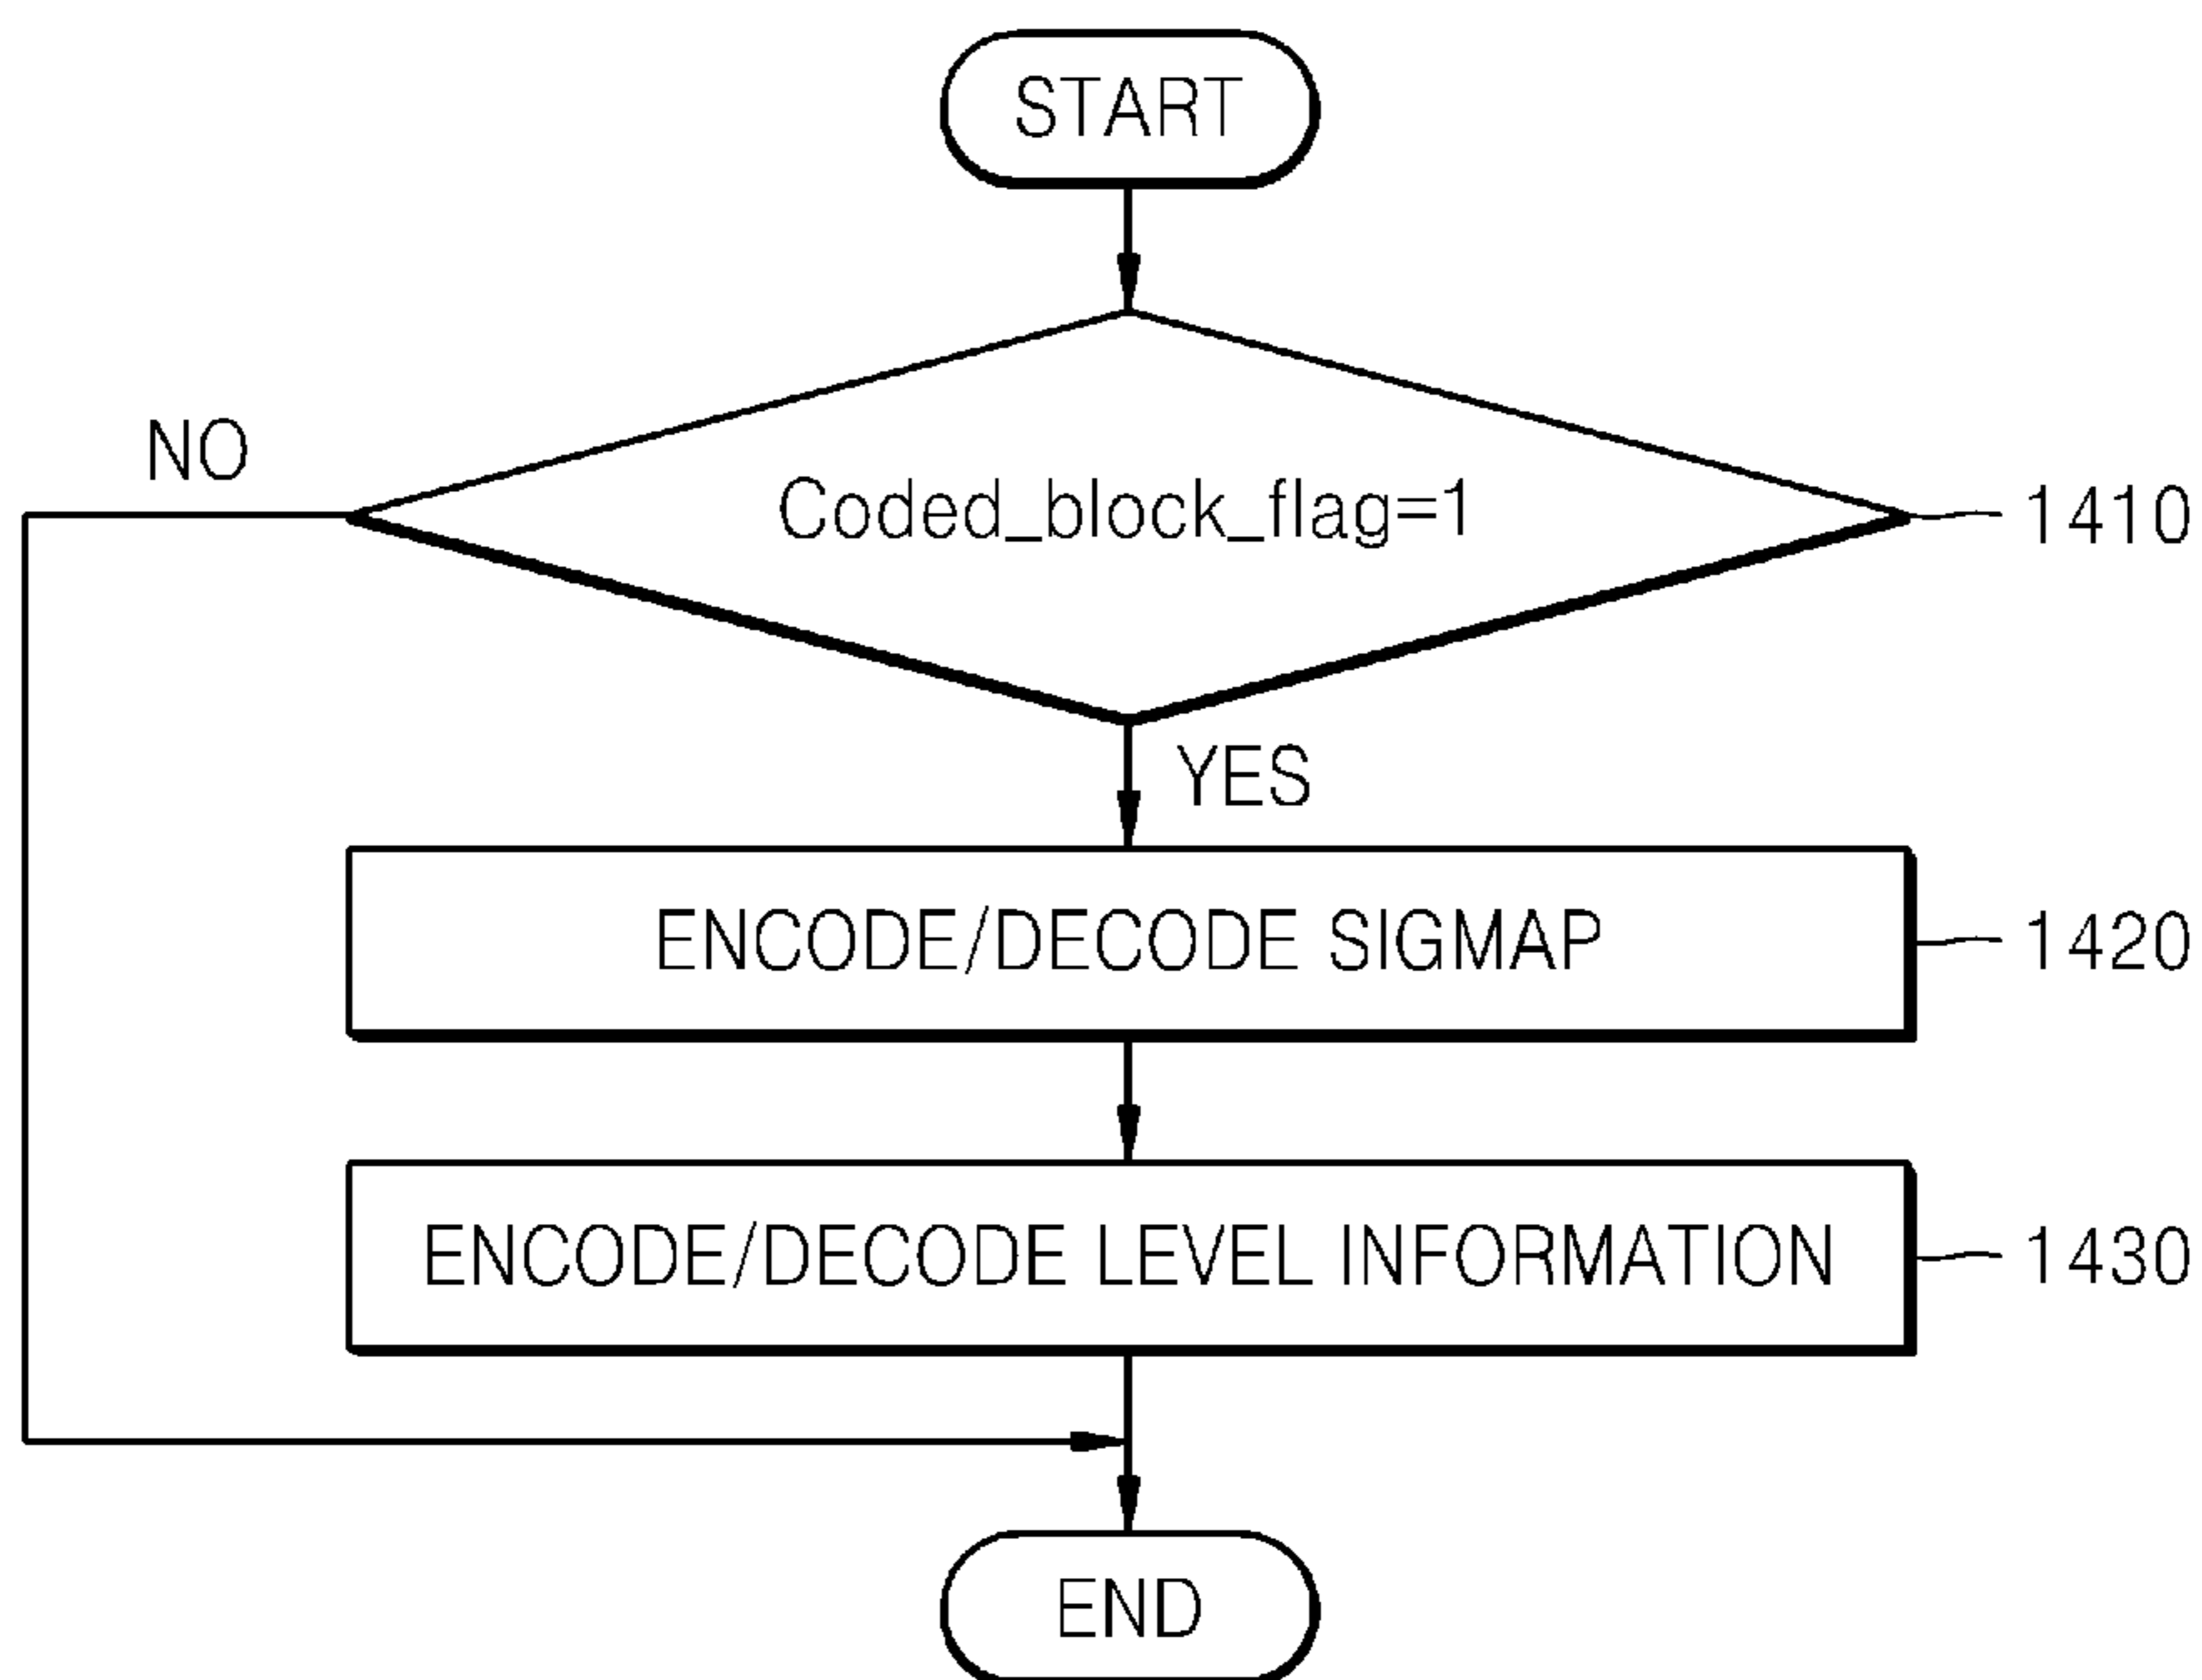 START
NO
Coded_block_flag=1
1410
YES
ENCODE/DECODE SIGMAP
1420
ENCODE/DECODE LEVEL INFORMATION
1430
END